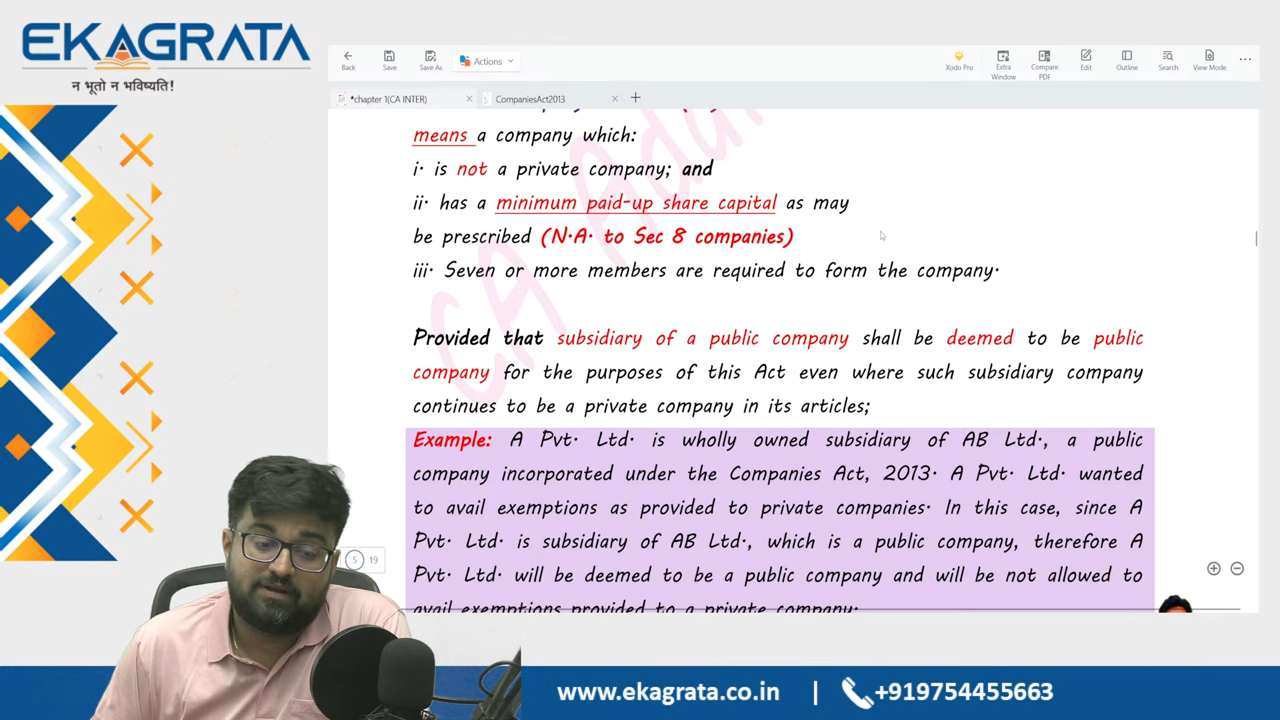 EKAGRATA
न भूतो न भविष्यति!
Back
Save
Save As
Actions
Xodo Pro
Extra Window
Compare PDF
Edit
Outline
Search
View Mode
*chapter 1(CA INTER)
CompaniesAct2013
means a company which:
i. is not a private company; and
ii. has a minimum paid-up share capital as may
be prescribed (N.A. to Sec 8 companies)
iii. Seven or more members are required to form the company.
Provided that subsidiary of a public company shall be deemed to be public
company for the purposes of this Act even where such subsidiary company
continues to be a private company in its articles;
Example: A Pvt. Ltd. is wholly owned subsidiary of AB Ltd., a public
company incorporated under the Companies Act, 2013. A Pvt. Ltd. wanted
to avail exemptions as provided to private companies. In this case, since A
Pvt. Ltd. is subsidiary of AB Ltd., which is a public company, therefore A
Pvt. Ltd. will be deemed to be a public company and will be not allowed to
avail exemptions provided to a private company;
5 19
www.ekagrata.co.in | +919754455663